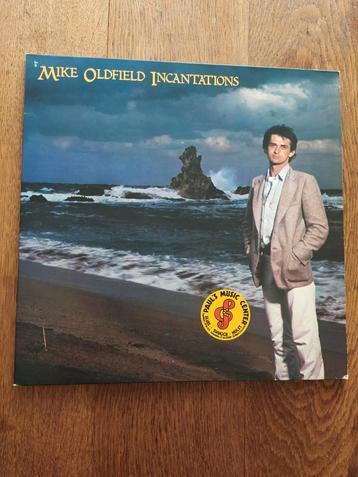 MIKE OLDFIELD INCANTATIONS
PAUL'S MUSIC CENTER